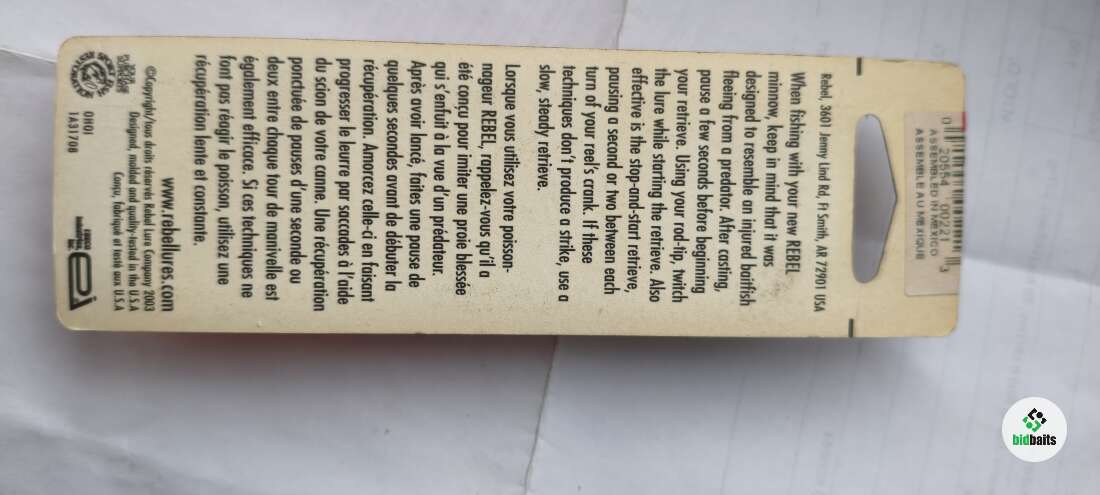 0 20554 00221 3
ASSEMBLED IN MEXICO
ASSEMBLE AU MEXIQUE
Rebel, 3601 Jenny Lind Rd, Ft Smith, AR 72901 USA
When fishing with your new REBEL
minnow, keep in mind that it was
designed to resemble an injured baitfish
fleeing from a predator. After casting,
pause a few seconds before beginning
your retrieve. Using your rod-tip, twitch
the lure while starting the retrieve. Also
effective is the stop-and-start retrieve,
pausing a second or two between each
turn of your reel's crank. If these
techniques don't produce a strike, use a
slow, steady retrieve.
Lorsque vous utilisez votre poisson-
nageur REBEL, rappelez-vous qu'il a
été conçu pour imiter une proie blessée
qui s'enfuit à la vue d'un prédateur.
Après avoir lancé, faites une pause de
quelques secondes avant de débuter la
récupération. Amorcez celle-ci en faisant
progresser le leurre par saccades à l'aide
du scion de votre canne. Une récupération
ponctuée de pauses d'une seconde ou
deux entre chaque tour de manivelle est
également efficace. Si ces techniques ne
font pas réagir le poisson, utilisez une
récupération lente et constante.
www.rebellures.com
©Copyright/tous droits réservés Rebel Lure Company 2003
Designed, molded and quality-tested in the U.S.A
Conçu, fabriqué et testé aux U.S.A
OH01
1A31708
EBSCO
Industries,
INC.
bidbaits